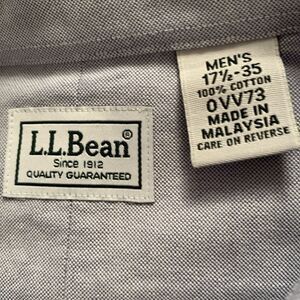 MEN'S
17½-35
100% COTTON
0VV73
MADE IN
MALAYSIA
CARE ON REVERSE
L.L.Bean®
Since 1912
QUALITY GUARANTEED